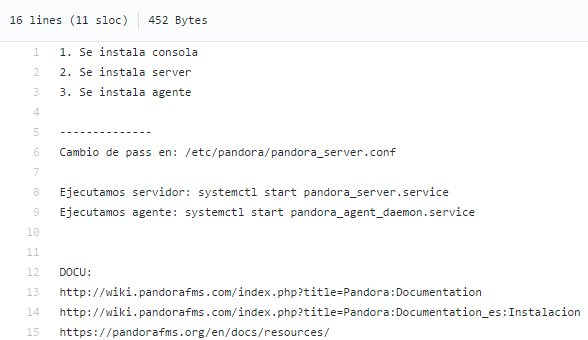 16 lines (11 sloc) 452 Bytes
1 1. Se instala consola
2 2. Se instala server
3 3. Se instala agente
4
5 --------------
6 Cambio de pass en: /etc/pandora/pandora_server.conf
7
8 Ejecutamos servidor: systemctl start pandora_server.service
9 Ejecutamos agente: systemctl start pandora_agent_daemon.service
10
11
12 DOCU:
13 http://wiki.pandorafms.com/index.php?title=Pandora:Documentation
14 http://wiki.pandorafms.com/index.php?title=Pandora:Documentation_es:Instalacion
15 https://pandorafms.org/en/docs/resources/